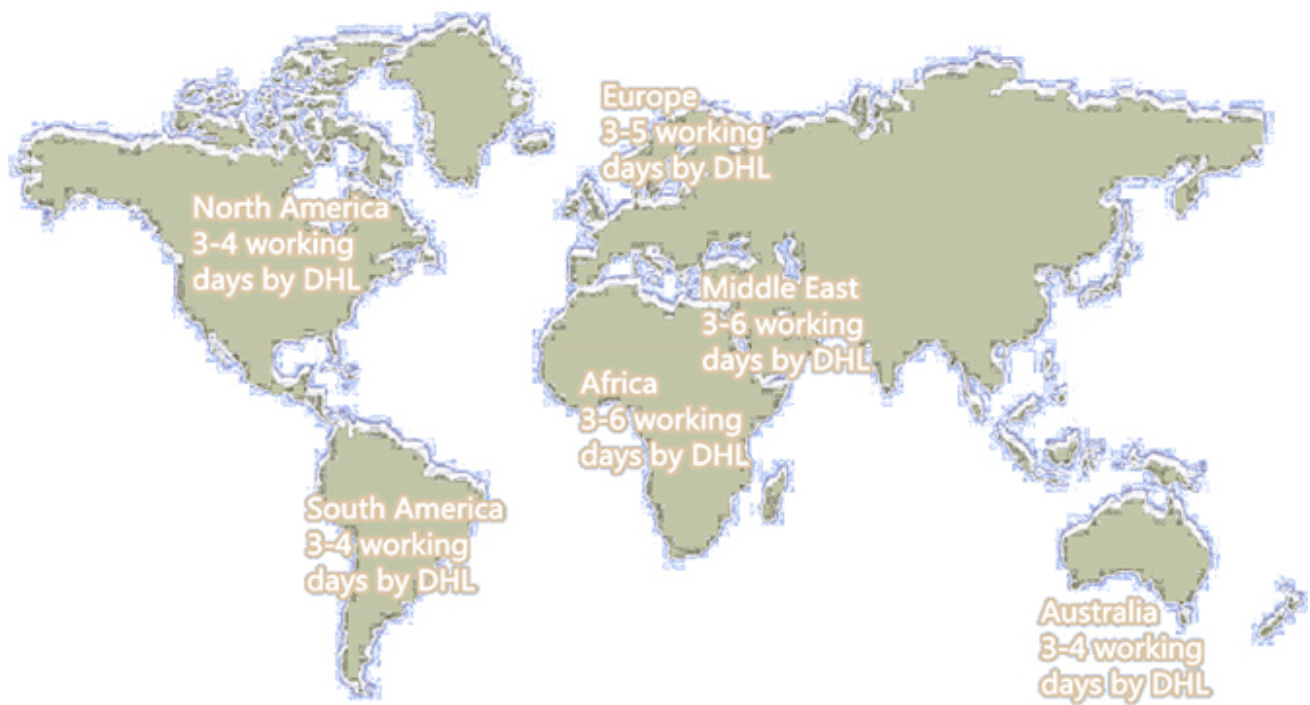 Europe
3-5 working
days by DHL
North America
3-4 working
days by DHL
Middle East
3-6 working
days by DHL
Africa
3-6 working
days by DHL
South America
3-4 working
days by DHL
Australia
3-4 working
days by DHL